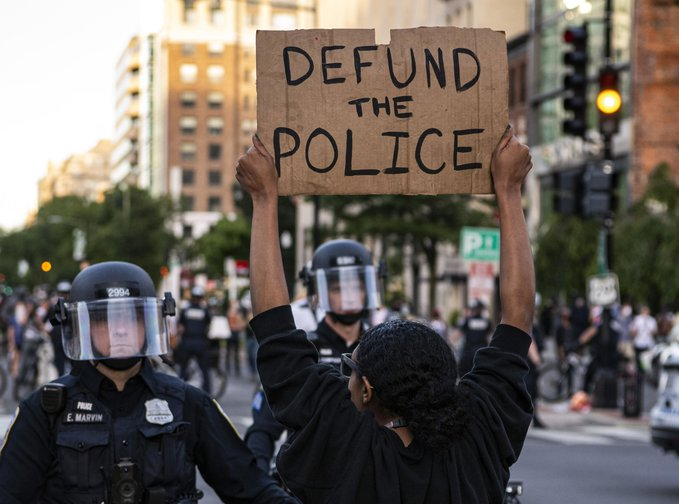 DEFUND
THE
POLICE
2994
POLICE
E. MARVIN
P